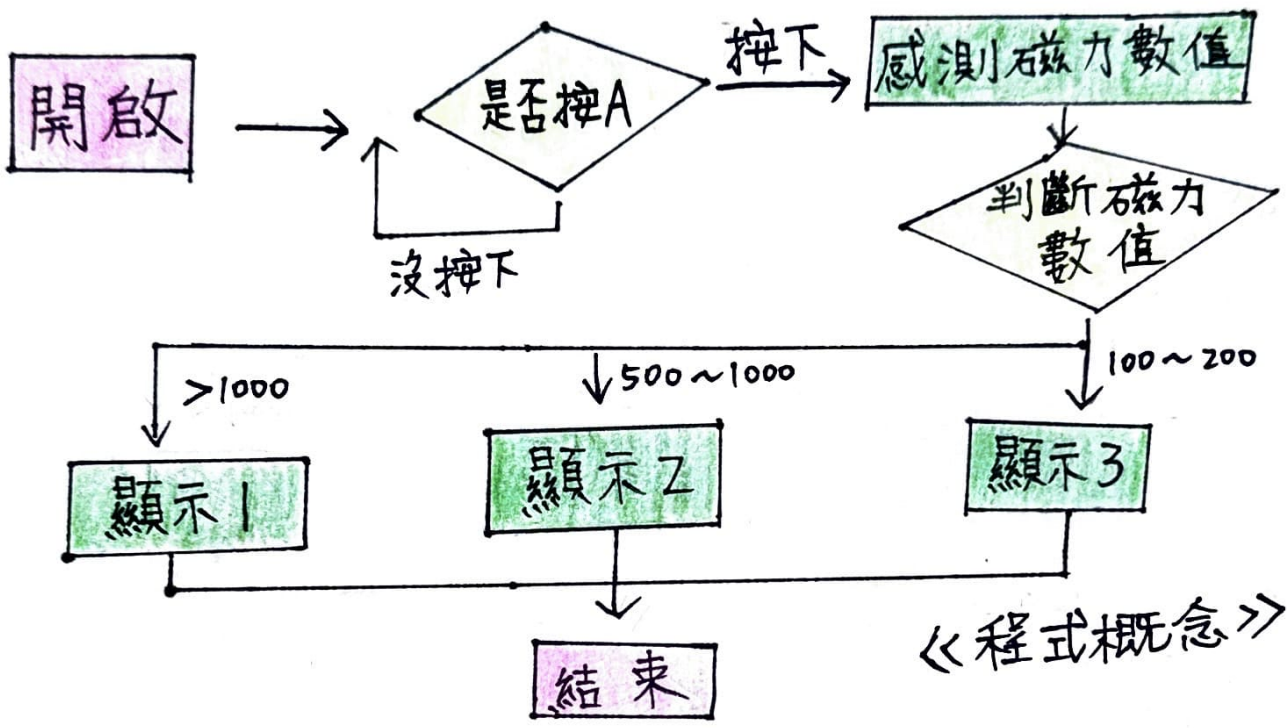 開啟
是否按A
按下
感測磁力數值
沒按下
判斷磁力
數值
>1000
500~1000
100~200
顯示1
顯示2
顯示3
結束
《程式概念》